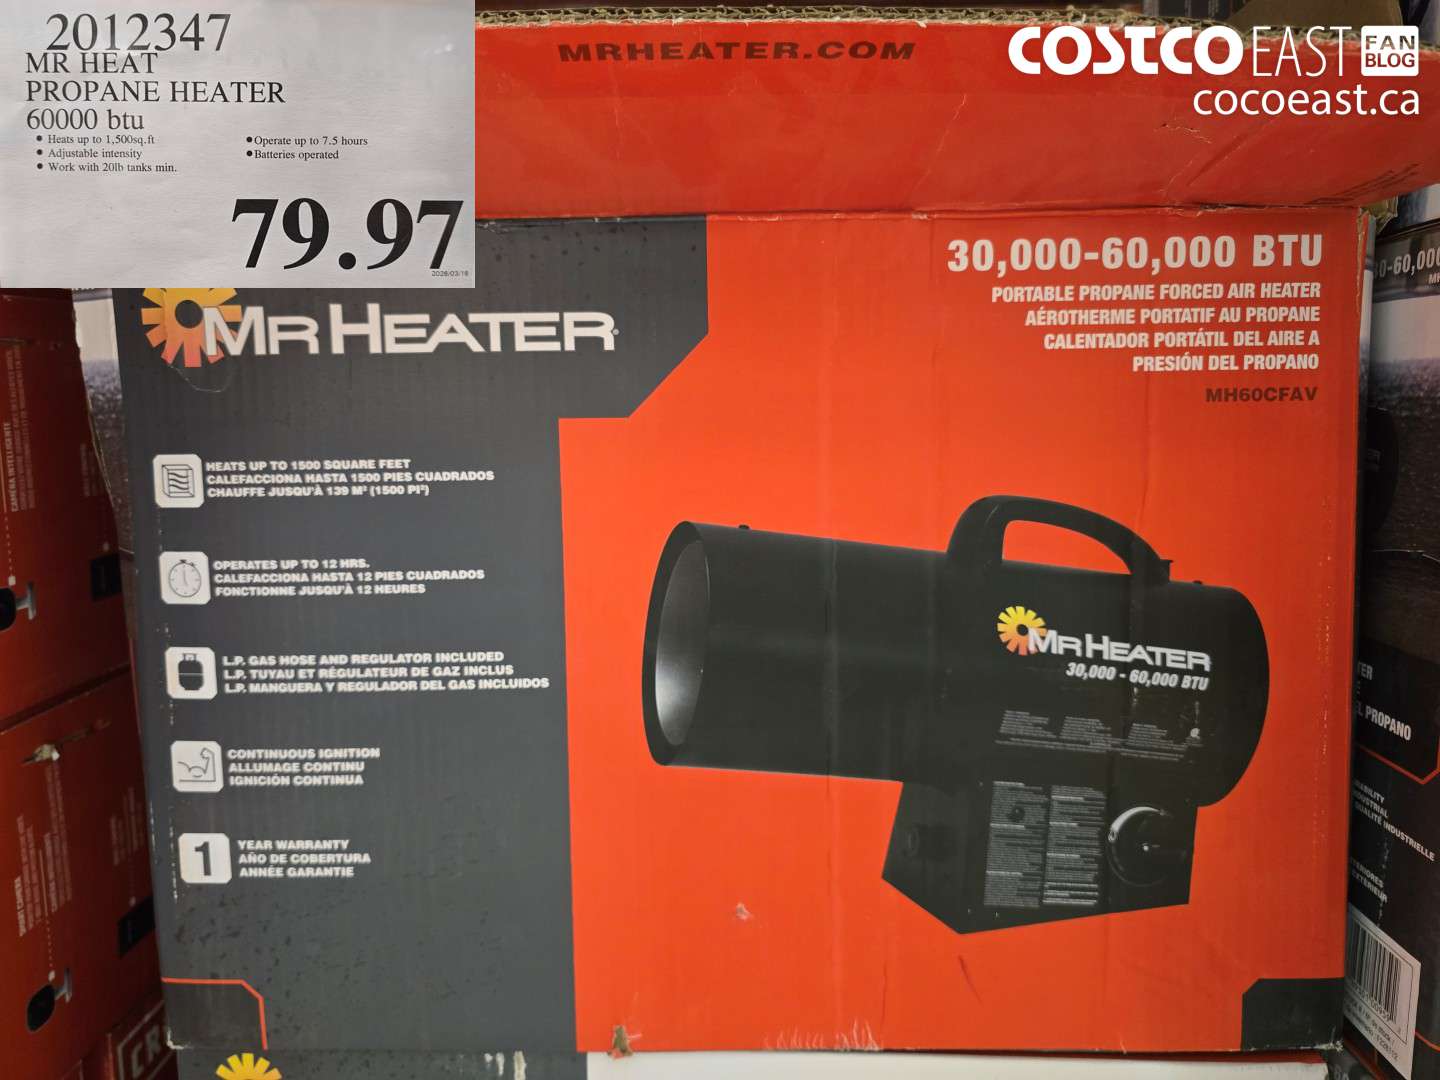 2012347
MR HEAT
PROPANE HEATER
60000 btu
• Heats up to 1,500sq.ft
• Adjustable intensity
• Work with 20lb tanks min.
• Operate up to 7.5 hours
• Batteries operated
79.97
MRHEATER.COM
COSTCO EAST FAN BLOG
cocoeast.ca
30,000-60,000 BTU
PORTABLE PROPANE FORCED AIR HEATER
AÉROTHERME PORTATIF AU PROPANE
CALENTADOR PORTÁTIL DEL AIRE A
PRESIÓN DEL PROPANO
MH60CFAV
MR HEATER
HEATS UP TO 1500 SQUARE FEET
CALEFACCIONA HASTA 1500 PIES CUADRADOS
CHAUFFE JUSQU'À 139 M² (1500 PI²)
OPERATES UP TO 12 HRS.
CALEFACCIONA HASTA 12 PIES CUADRADOS
FONCTIONNE JUSQU'À 12 HEURES
L.P. GAS HOSE AND REGULATOR INCLUDED
L.P. TUYAU ET RÉGULATEUR DE GAZ INCLUS
L.P. MANGUERA Y REGULADOR DEL GAS INCLUIDOS
CONTINUOUS IGNITION
ALLUMAGE CONTINU
IGNICIÓN CONTINUA
1
YEAR WARRANTY
AÑO DE COBERTURA
ANNÉE GARANTIE
MR HEATER
30,000 - 60,000 BTU
PROPANO